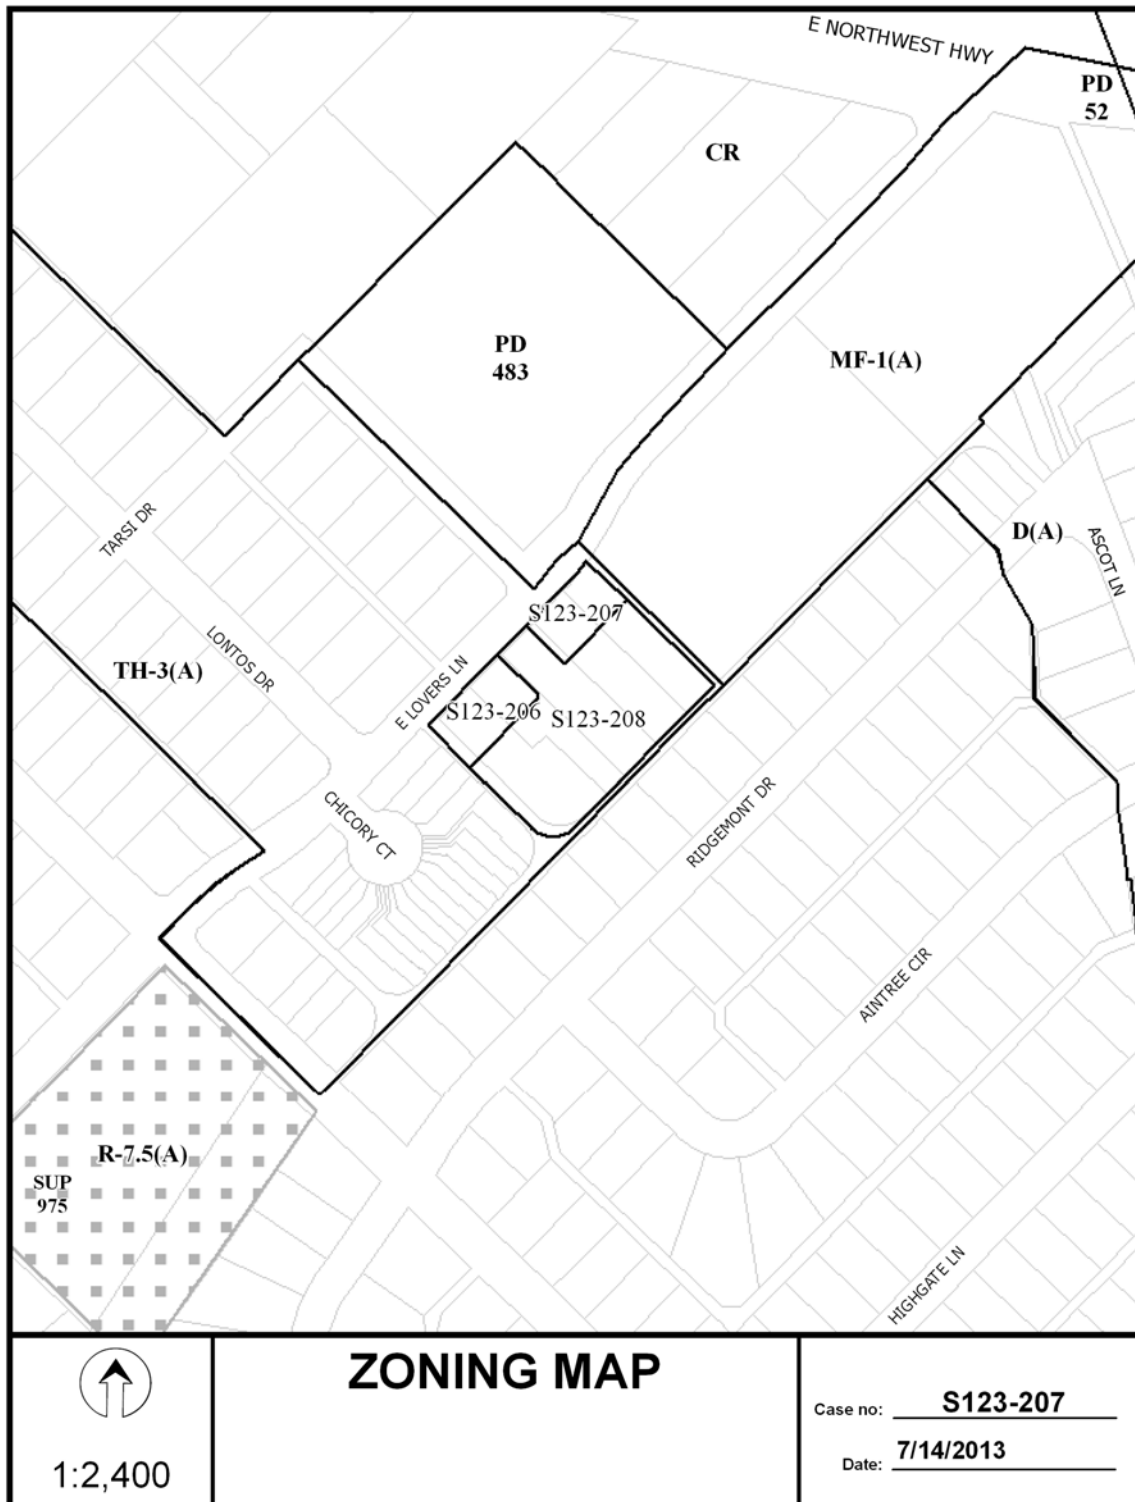 E NORTHWEST HWY
PD
52
CR
PD
483
MF-1(A)
TARSI DR
D(A)
ASCOT LN
S123-207
LONTOS DR
TH-3(A)
E LOVERS LN
S123-206
S123-208
CHICORY CT
RIDGEMONT DR
AINTREE CIR
R-7.5(A)
SUP
975
HIGHGATE LN
1:2,400
ZONING MAP
Case no: S123-207
Date: 7/14/2013